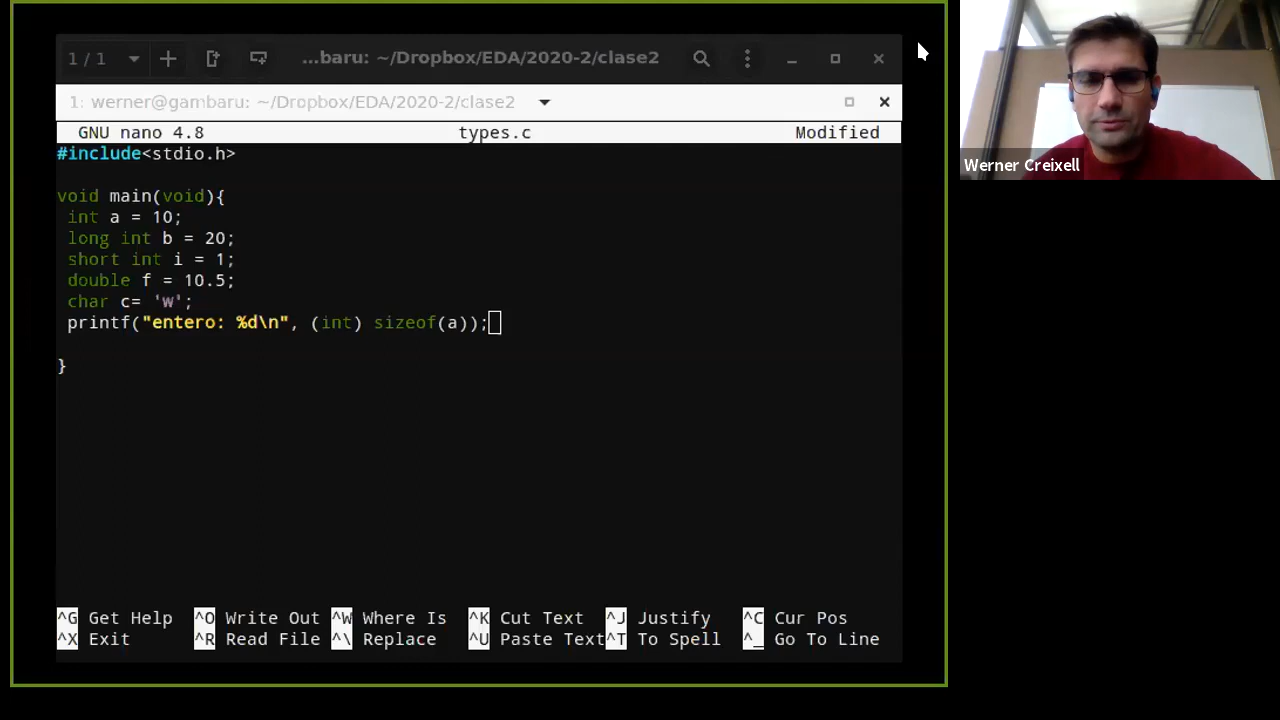 1 / 1
...baru: ~/Dropbox/EDA/2020-2/clase2
1: werner@gambaru: ~/Dropbox/EDA/2020-2/clase2
GNU nano 4.8 types.c Modified
#include<stdio.h>
void main(void){
int a = 10;
long int b = 20;
short int i = 1;
double f = 10.5;
char c= 'w';
printf("entero: %d\n", (int) sizeof(a));
}
^G Get Help ^O Write Out ^W Where Is ^K Cut Text ^J Justify ^C Cur Pos
^X Exit ^R Read File ^\ Replace ^U Paste Text ^T To Spell ^_ Go To Line
Werner Creixell